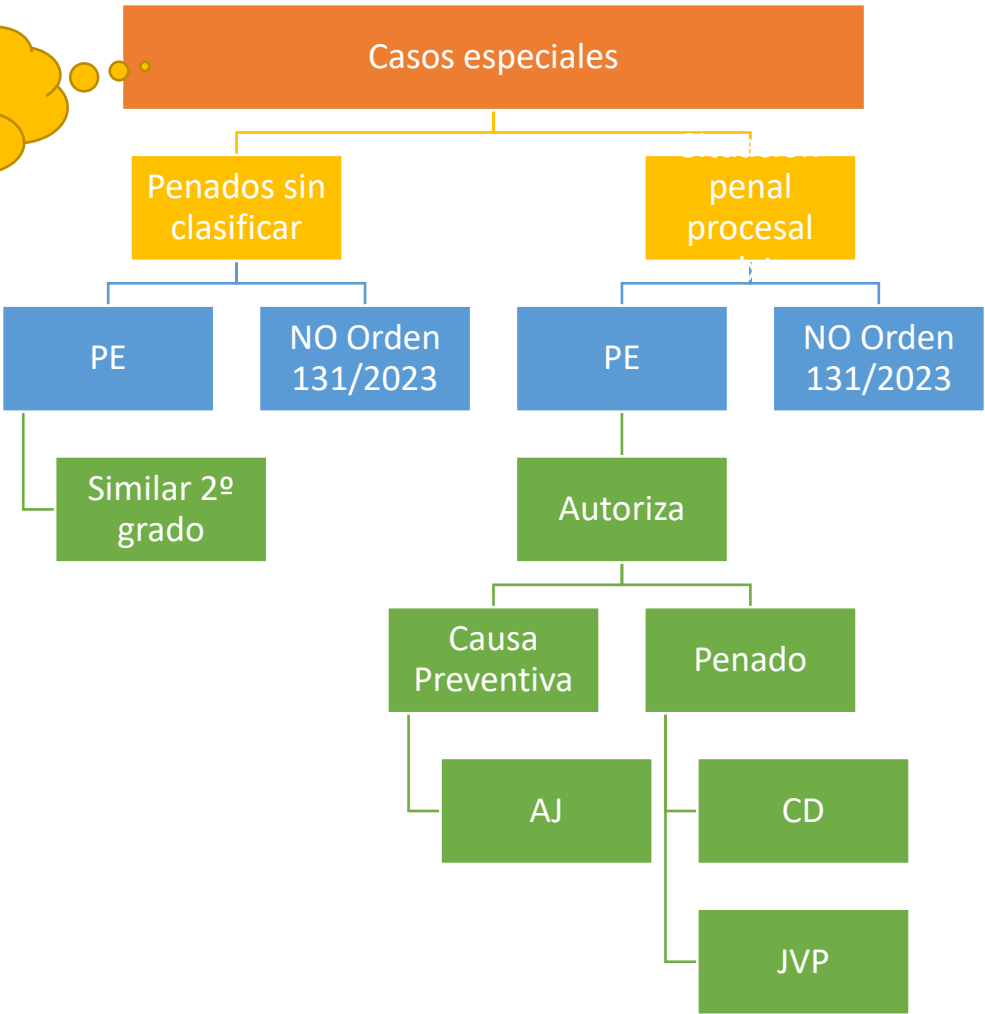 Casos especiales
Penados sin
clasificar
penal
procesal
PE
NO Orden
131/2023
PE
NO Orden
131/2023
Similar 2º
grado
Autoriza
Causa
Preventiva
Penado
AJ
CD
JVP